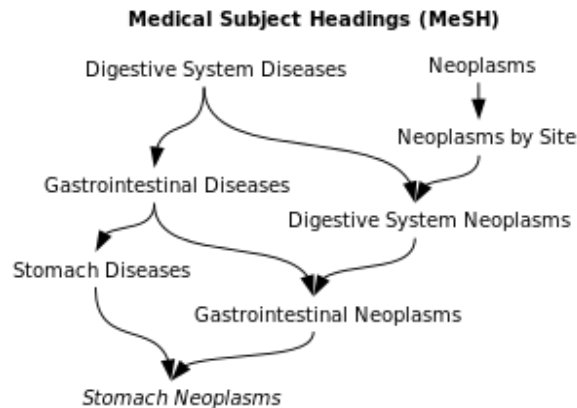 Medical Subject Headings (MeSH)
Digestive System Diseases
Neoplasms
Neoplasms by Site
Gastrointestinal Diseases
Digestive System Neoplasms
Stomach Diseases
Gastrointestinal Neoplasms
Stomach Neoplasms